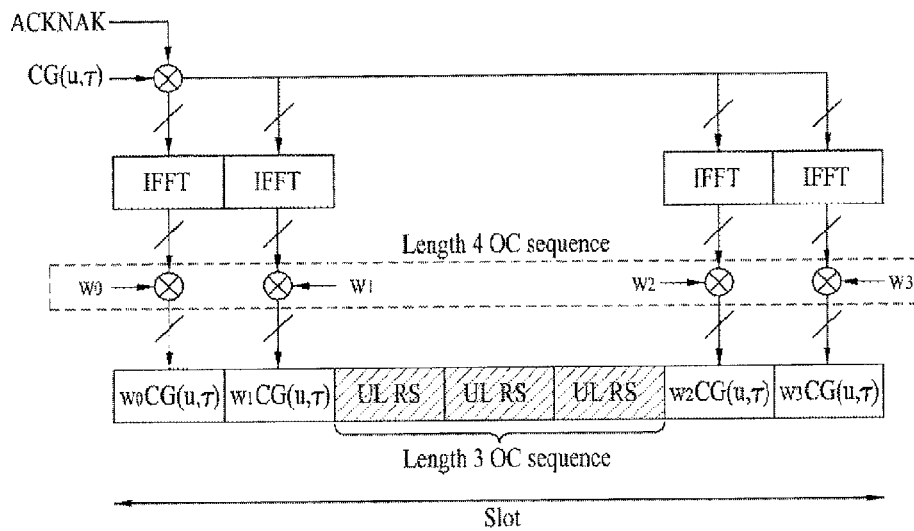 ACKNAK
CG(u,τ)
IFFT IFFT IFFT IFFT
Length 4 OC sequence
W0 W1 W2 W3
w0CG(u,τ) w1CG(u,τ) UL RS UL RS UL RS w2CG(u,τ) w3CG(u,τ)
Length 3 OC sequence
Slot